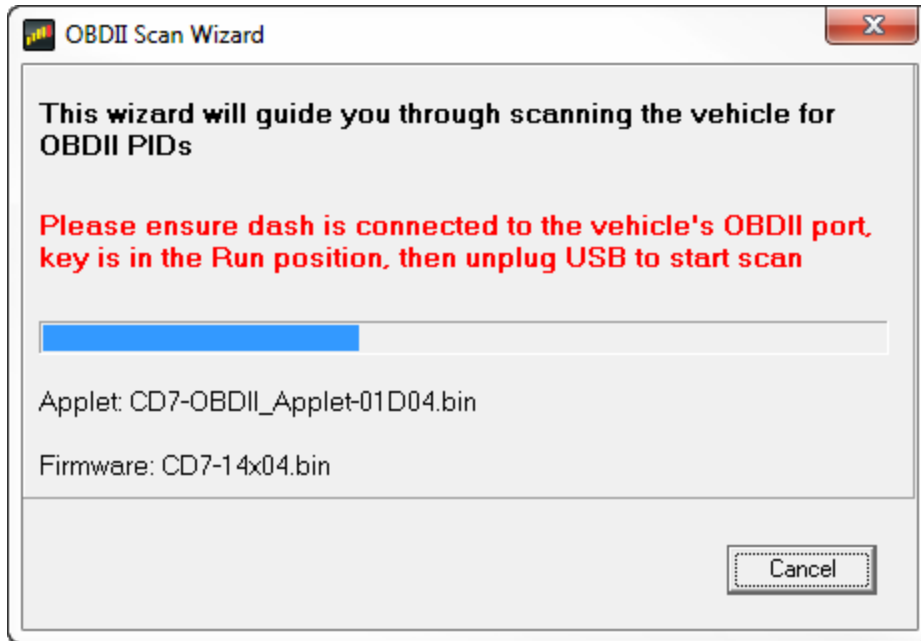 OBDII Scan Wizard
This wizard will guide you through scanning the vehicle for
OBDII PIDs
Please ensure dash is connected to the vehicle's OBDII port,
key is in the Run position, then unplug USB to start scan
Applet: CD7-OBDII_Applet-01D04.bin
Firmware: CD7-14x04.bin
Cancel